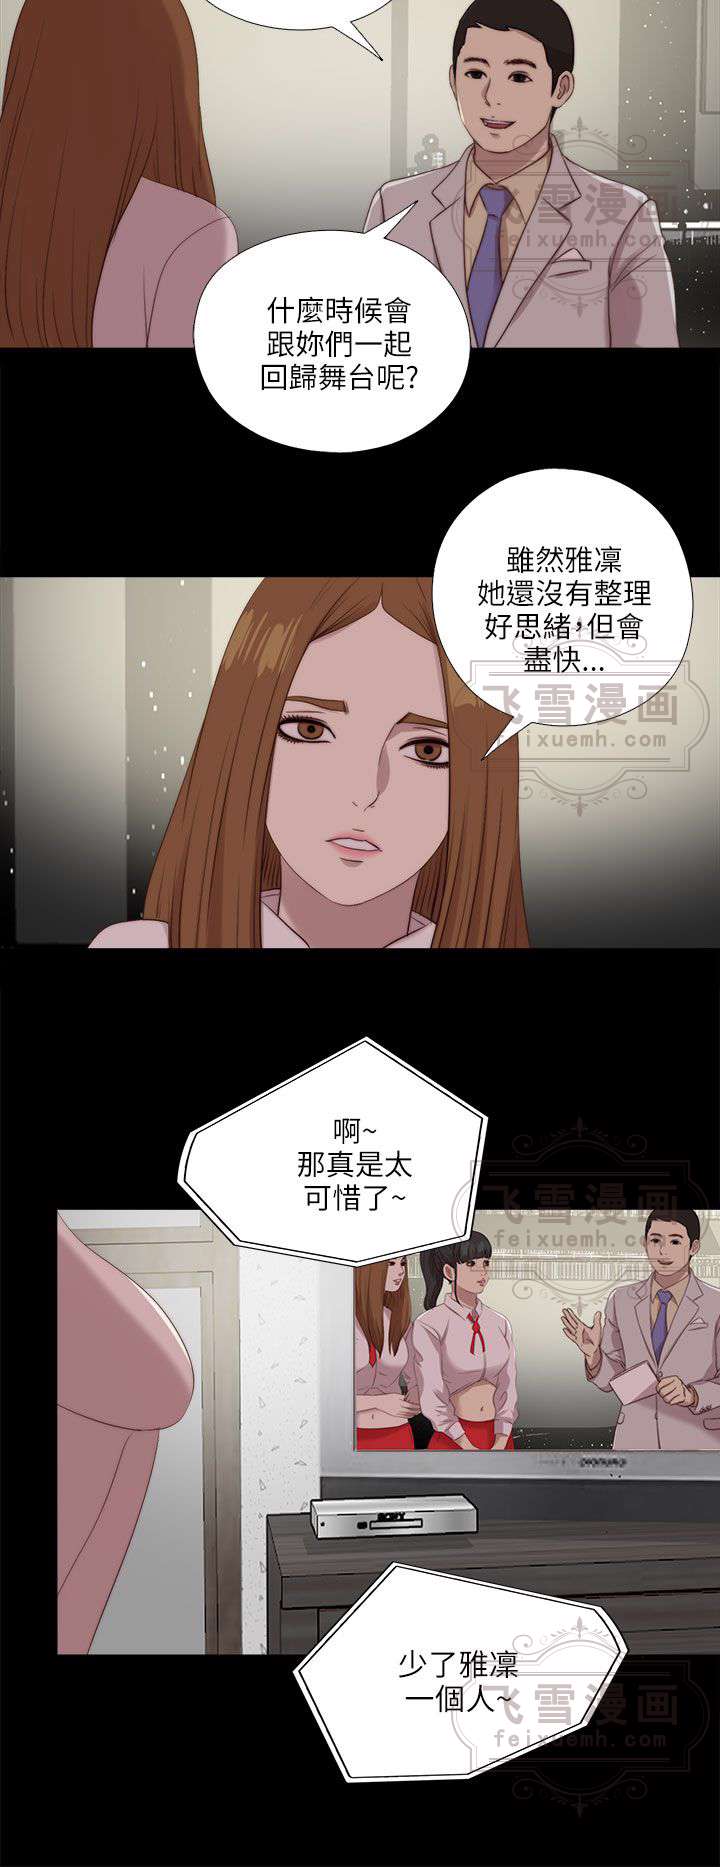 飞雪漫画
feixuemh.com
什麼時候會
跟妳們一起
回歸舞台呢?
雖然雅凜
她還沒有整理
好思緒,但會
盡快...
飞雪漫画
feixuemh.com
啊~
那真是太
可惜了~
飞雪漫画
feixuemh.com
SONY
少了雅凜
一個人~
飞雪漫画
feixuemh.com